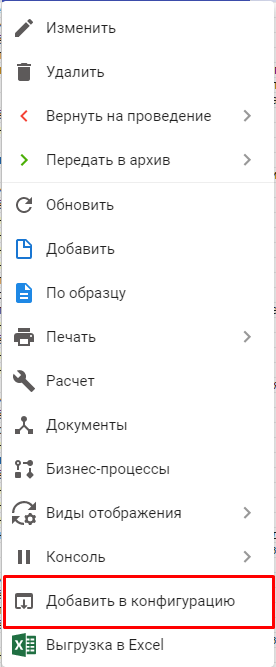 Изменить
Удалить
Вернуть на проведение
Передать в архив
Обновить
Добавить
По образцу
Печать
Расчет
Документы
Бизнес-процессы
Виды отображения
Консоль
Добавить в конфигурацию
Выгрузка в Excel